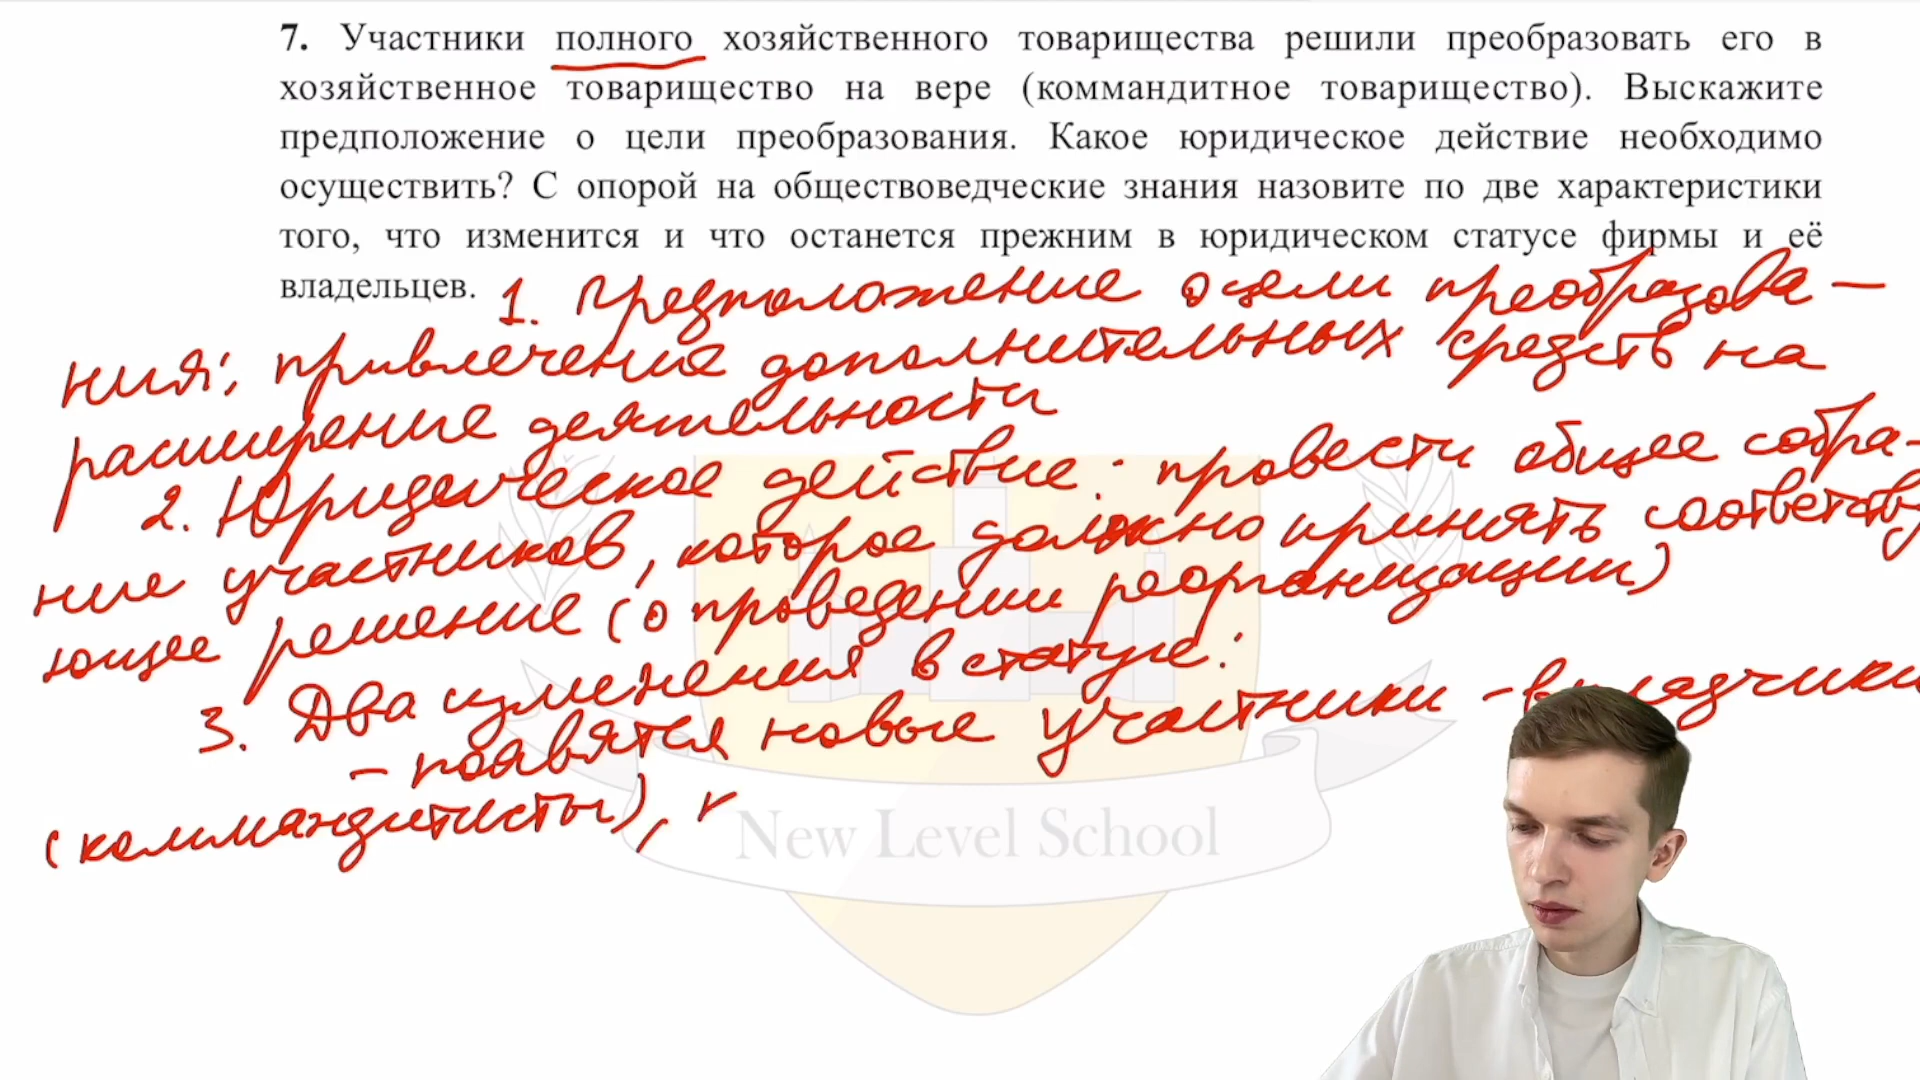 7. Участники полного хозяйственного товарищества решили преобразовать его в
хозяйственное товарищество на вере (коммандитное товарищество). Выскажите
предположение о цели преобразования. Какое юридическое действие необходимо
осуществить? С опорой на обществоведческие знания назовите по две характеристики
того, что изменится и что останется прежним в юридическом статусе фирмы и её
владельцев.
1. Предположение о цели преобразова-
ния: привлечение дополнительных средств на
расширение деятельности
2. Юридическое действие: провести общее собра-
ние участников, которое должно принять соответству
ющее решение (о проведении реорганизации)
3. Два изменения в статусе:
- появятся новые участники - вкладчики
(коммандитисты),
New Level School